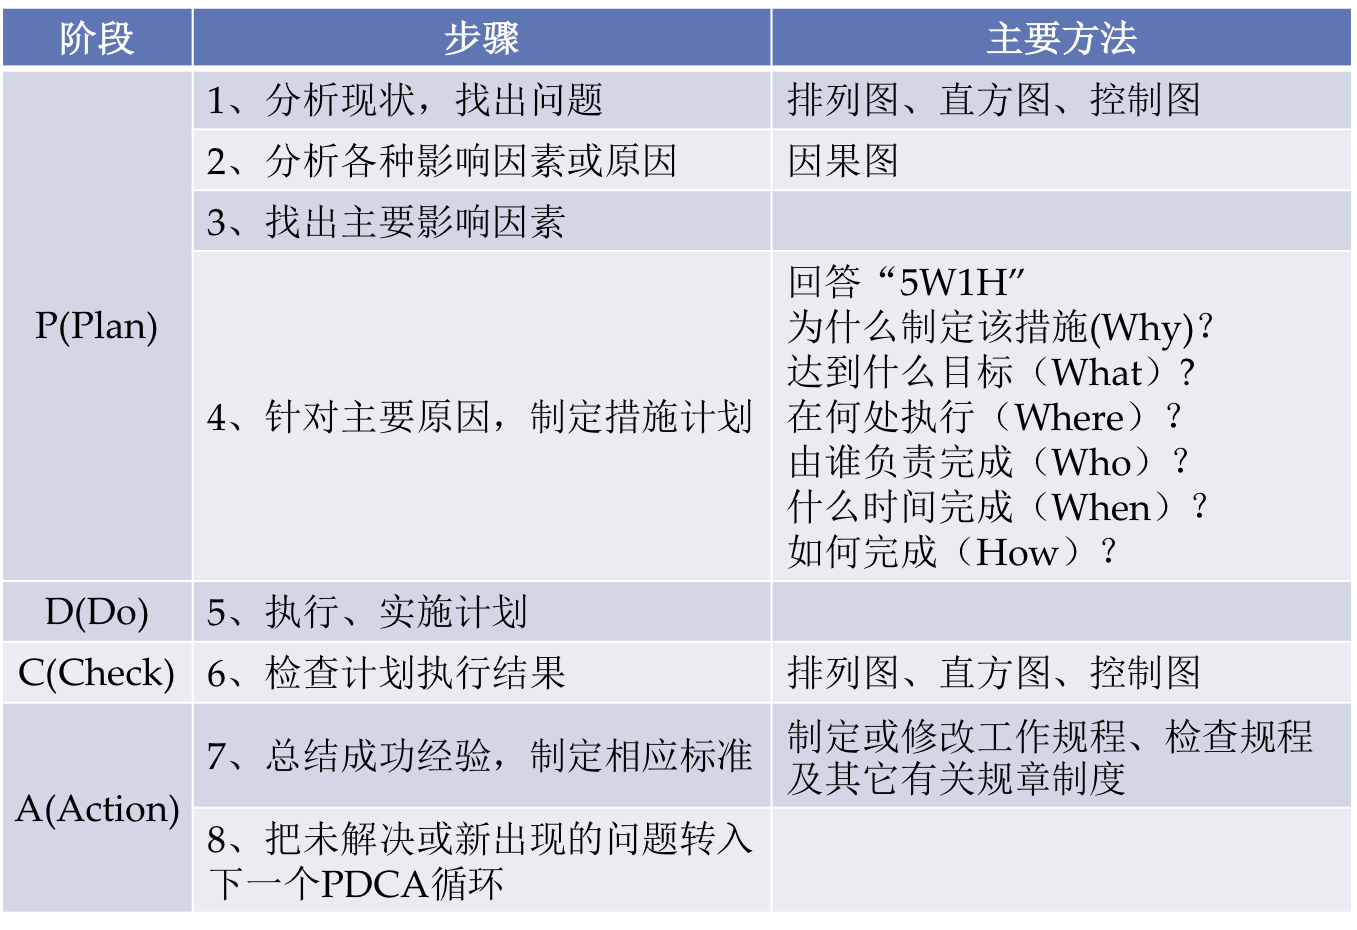 阶段
步骤
主要方法
P(Plan)
1、分析现状，找出问题
排列图、直方图、控制图
2、分析各种影响因素或原因
因果图
3、找出主要影响因素
4、针对主要原因，制定措施计划
回答“5W1H”
为什么制定该措施(Why)？
达到什么目标（What）？
在何处执行（Where）？
由谁负责完成（Who）？
什么时间完成（When）？
如何完成（How）？
D(Do)
5、执行、实施计划
C(Check)
6、检查计划执行结果
排列图、直方图、控制图
A(Action)
7、总结成功经验，制定相应标准
制定或修改工作规程、检查规程
及其它有关规章制度
8、把未解决或新出现的问题转入
下一个PDCA循环